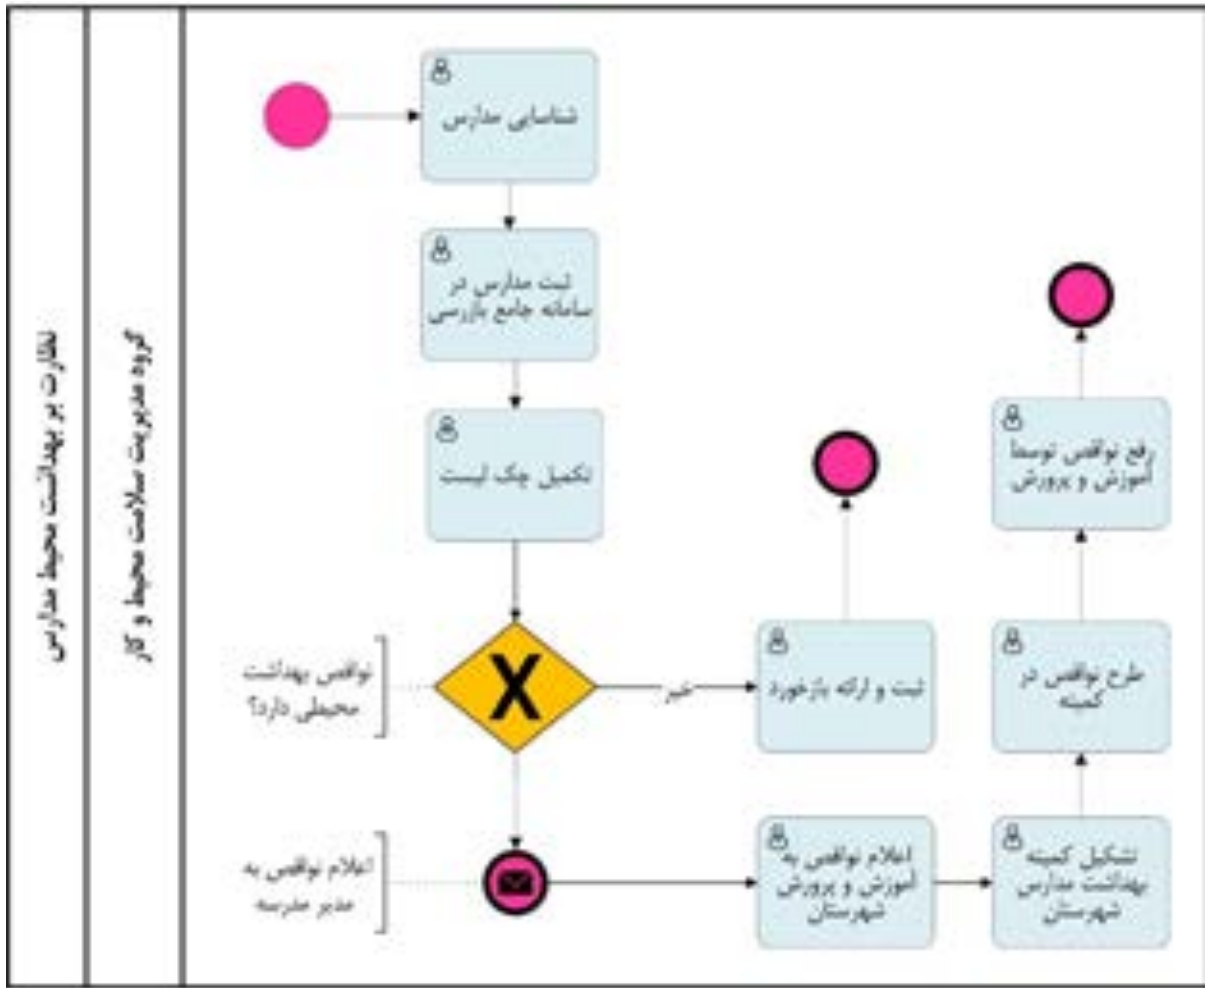 نظارت بر بهداشت محیط مدارس
گروه مدیریت سلامت محیط و کار
شناسایی مدارس
ثبت مدارس در
سامانه جامع بازرسی
تکمیل چک لیست
نواقص بهداشت
محیطی دارد؟
خیر
ثبت و ارائه بازخورد
اعلام نواقص به
مدیر مدرسه
اعلام نواقص به
آموزش و پرورش
شهرستان
تشکیل کمیته
بهداشت مدارس
شهرستان
طرح نواقص در
کمیته
رفع نواقص توسط
آموزش و پرورش